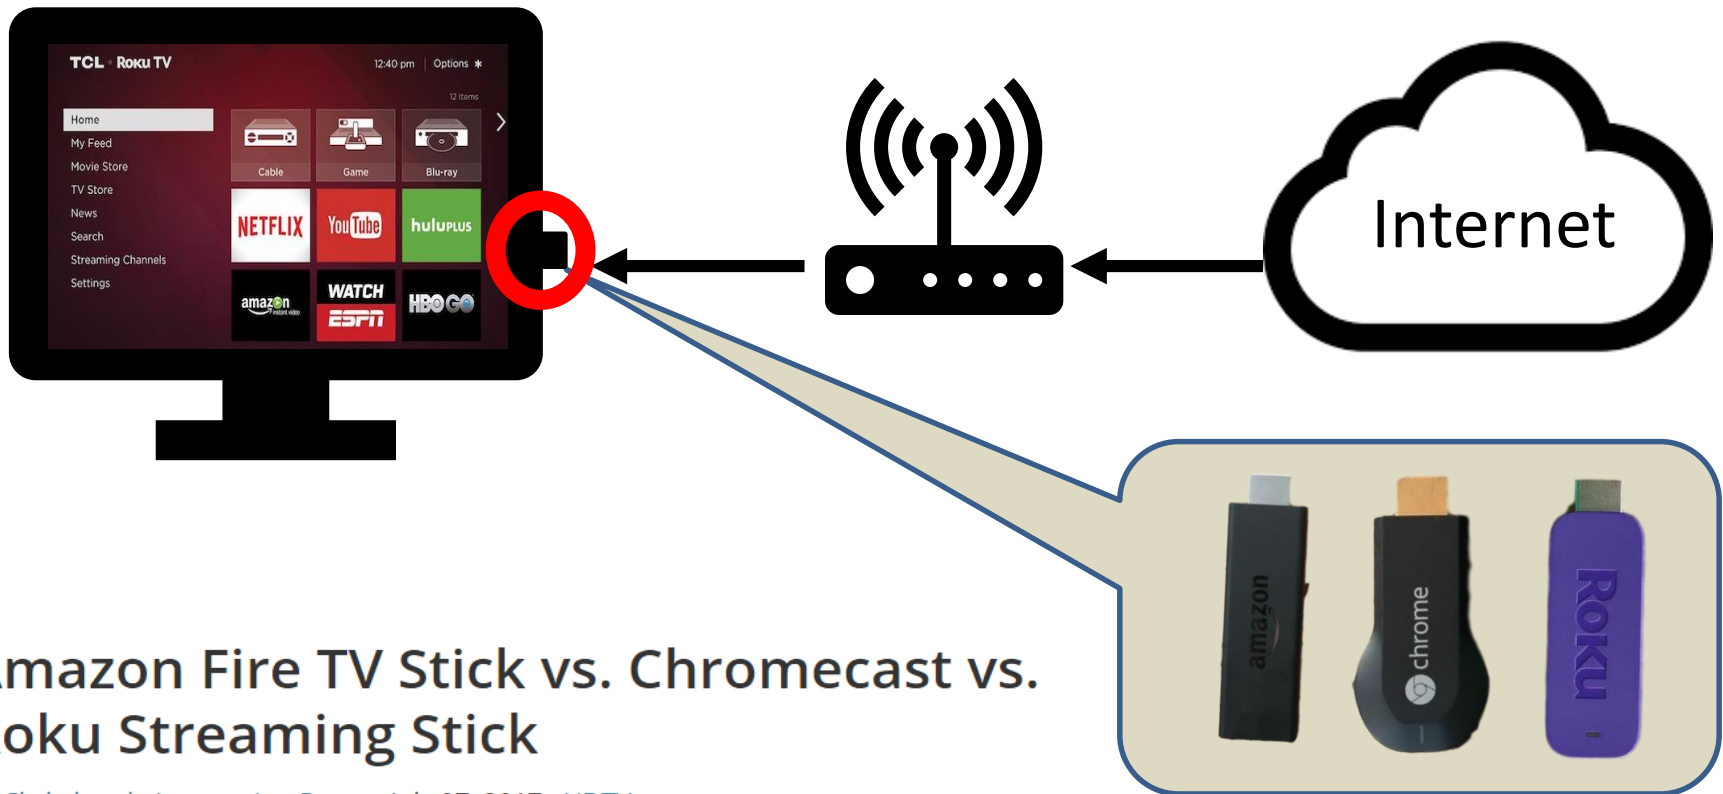 TCL Roku TV
12:40 pm | Options *
12 Items
Home
My Feed
Movie Store
TV Store
News
Search
Streaming Channels
Settings
Cable
Game
Blu-ray
NETFLIX
YouTube
huluPLUS
amazon
instant video
WATCH
ESPN
HBO GO
Internet
amazon
chrome
Roku
mazon Fire TV Stick vs. Chromecast vs.
oku Streaming Stick